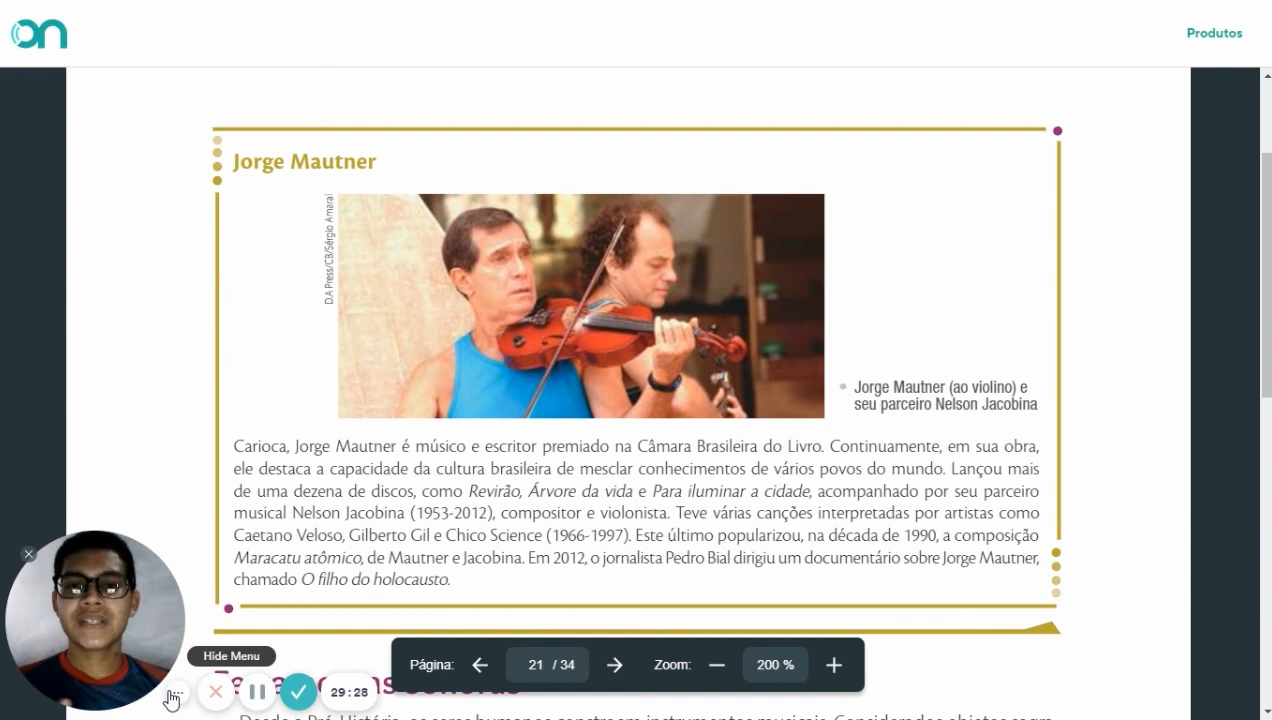 on
Produtos
Jorge Mautner
D.A Press/CB/Sérgio Amaral
Jorge Mautner (ao violino) e
seu parceiro Nelson Jacobina
Carioca, Jorge Mautner é músico e escritor premiado na Câmara Brasileira do Livro. Continuamente, em sua obra,
ele destaca a capacidade da cultura brasileira de mesclar conhecimentos de vários povos do mundo. Lançou mais
de uma dezena de discos, como Revirão, Árvore da vida e Para iluminar a cidade, acompanhado por seu parceiro
musical Nelson Jacobina (1953-2012), compositor e violonista. Teve várias canções interpretadas por artistas como
Caetano Veloso, Gilberto Gil e Chico Science (1966-1997). Este último popularizou, na década de 1990, a composição
Maracatu atômico, de Mautner e Jacobina. Em 2012, o jornalista Pedro Bial dirigiu um documentário sobre Jorge Mautner,
chamado O filho do holocausto.
Hide Menu
Página: 21 / 34 Zoom: 200 %
29:28